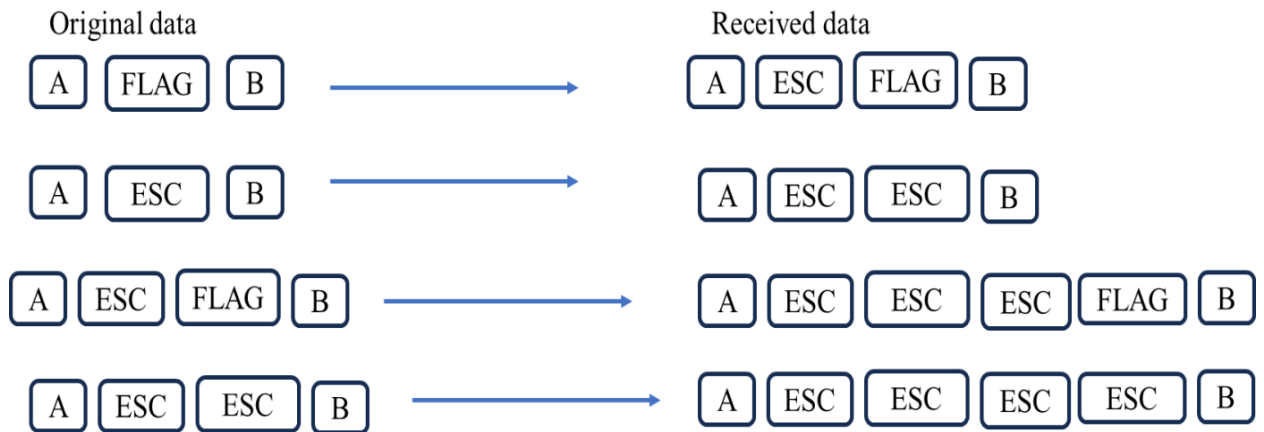 Original data Received data
A FLAG B A ESC FLAG B
A ESC B A ESC ESC B
A ESC FLAG B A ESC ESC ESC FLAG B
A ESC ESC B A ESC ESC ESC ESC B